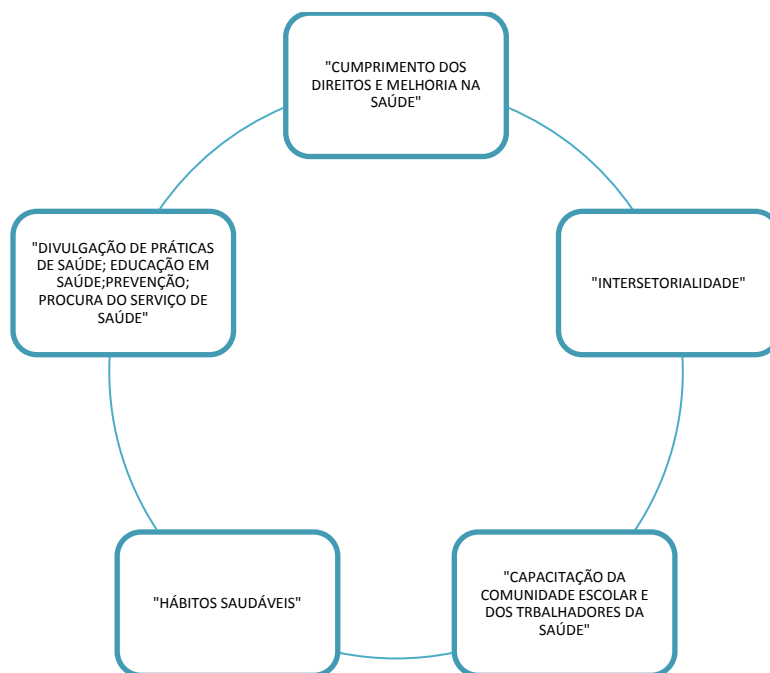 "CUMPRIMENTO DOS
DIREITOS E MELHORIA NA
SAÚDE"
"INTERSETORIALIDADE"
"CAPACITAÇÃO DA
COMUNIDADE ESCOLAR E
DOS TRBALHADORES DA
SAÚDE"
"HÁBITOS SAUDÁVEIS"
"DIVULGAÇÃO DE PRÁTICAS
DE SAÚDE; EDUCAÇÃO EM
SAÚDE;PREVENÇÃO;
PROCURA DO SERVIÇO DE
SAÚDE"